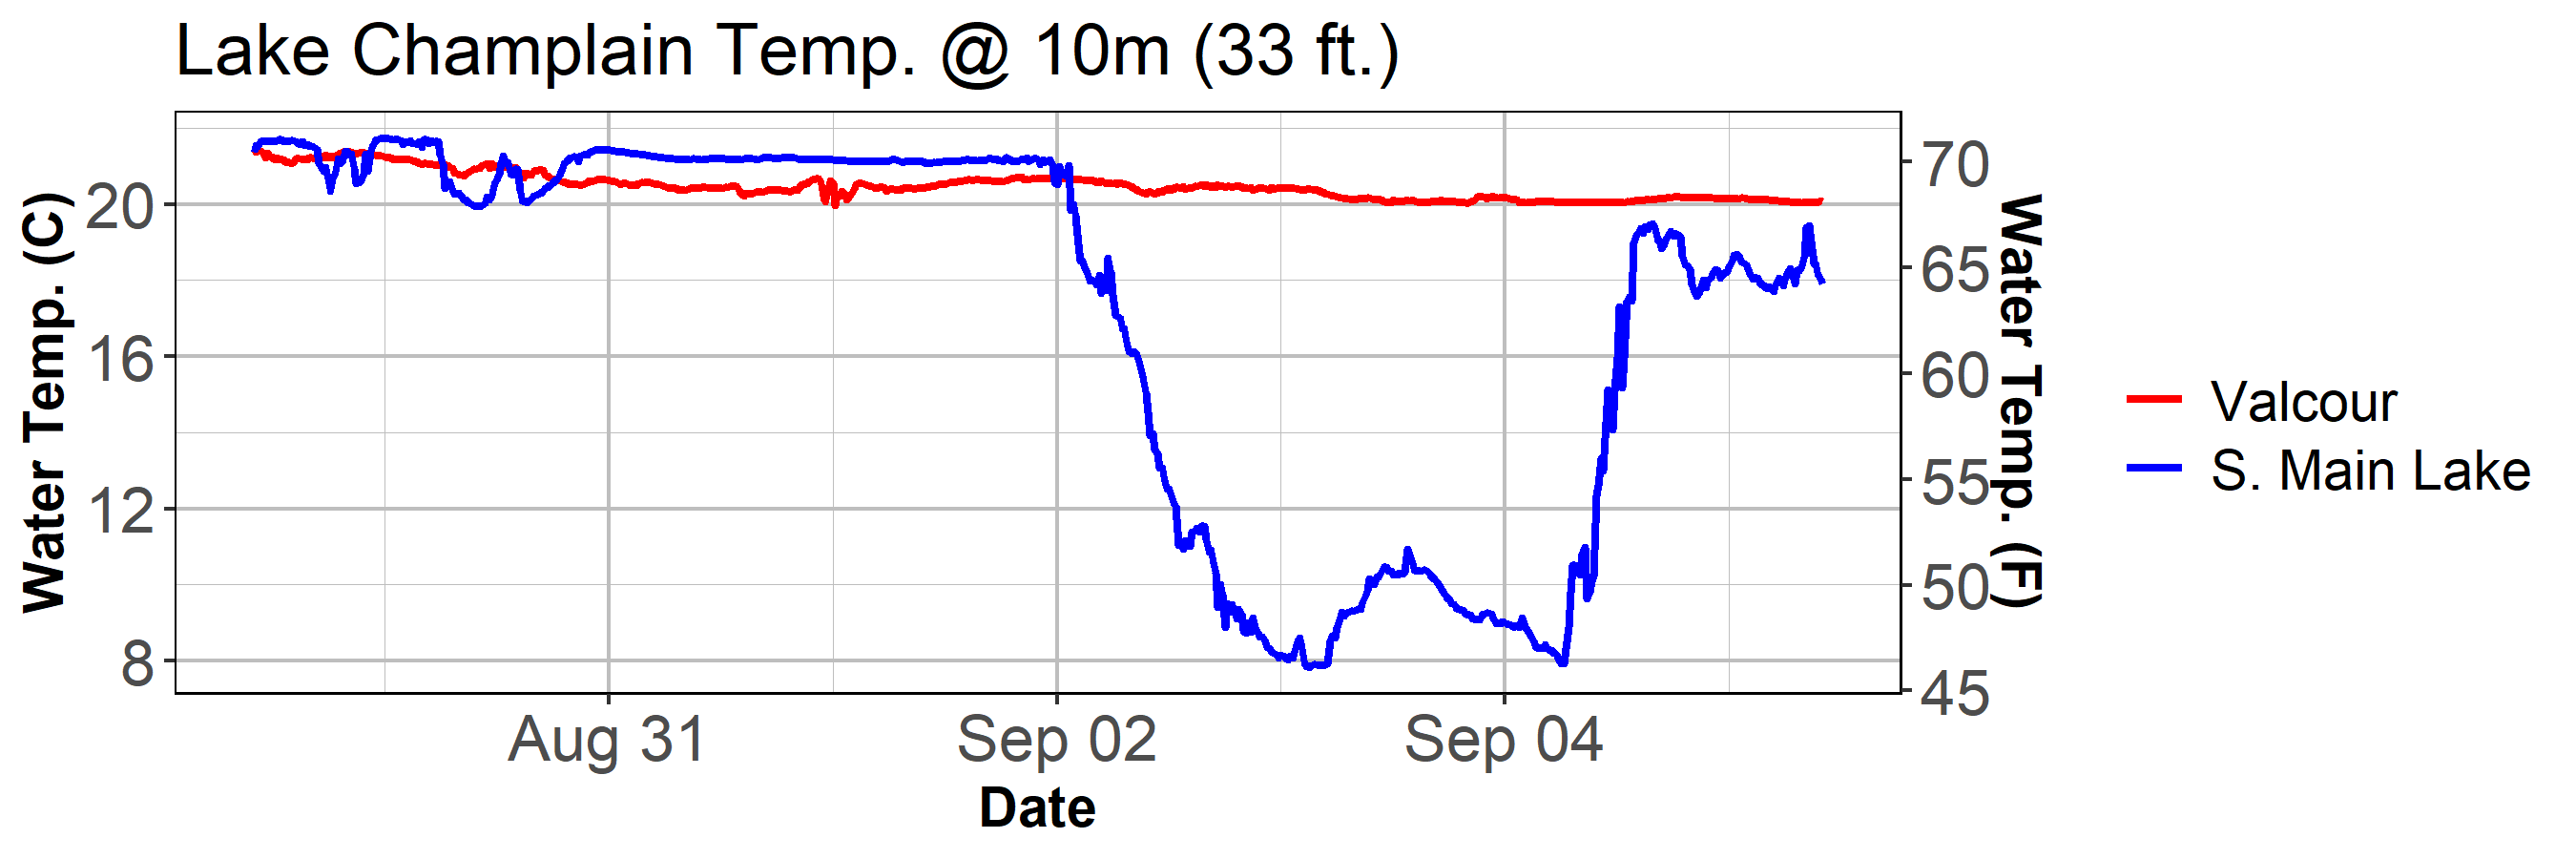 Lake Champlain Temp. @ 10m (33 ft.)
Water Temp. (C)
20
16
12
8
70
65
60
55
50
45
Water Temp. (F)
Aug 31
Sep 02
Sep 04
Date
Valcour
S. Main Lake